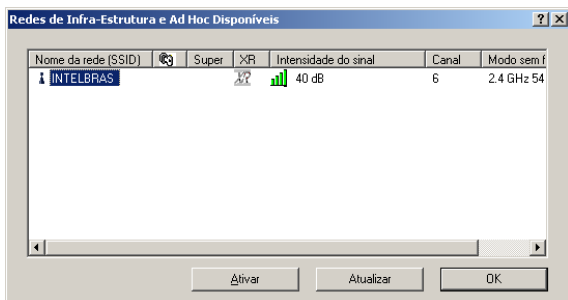 Redes de Infra-Estrutura e Ad Hoc Disponíveis
Nome da rede (SSID) Super XR Intensidade do sinal Canal Modo sem f
INTELBRAS XR 40 dB 6 2.4 GHz 54
Ativar Atualizar OK